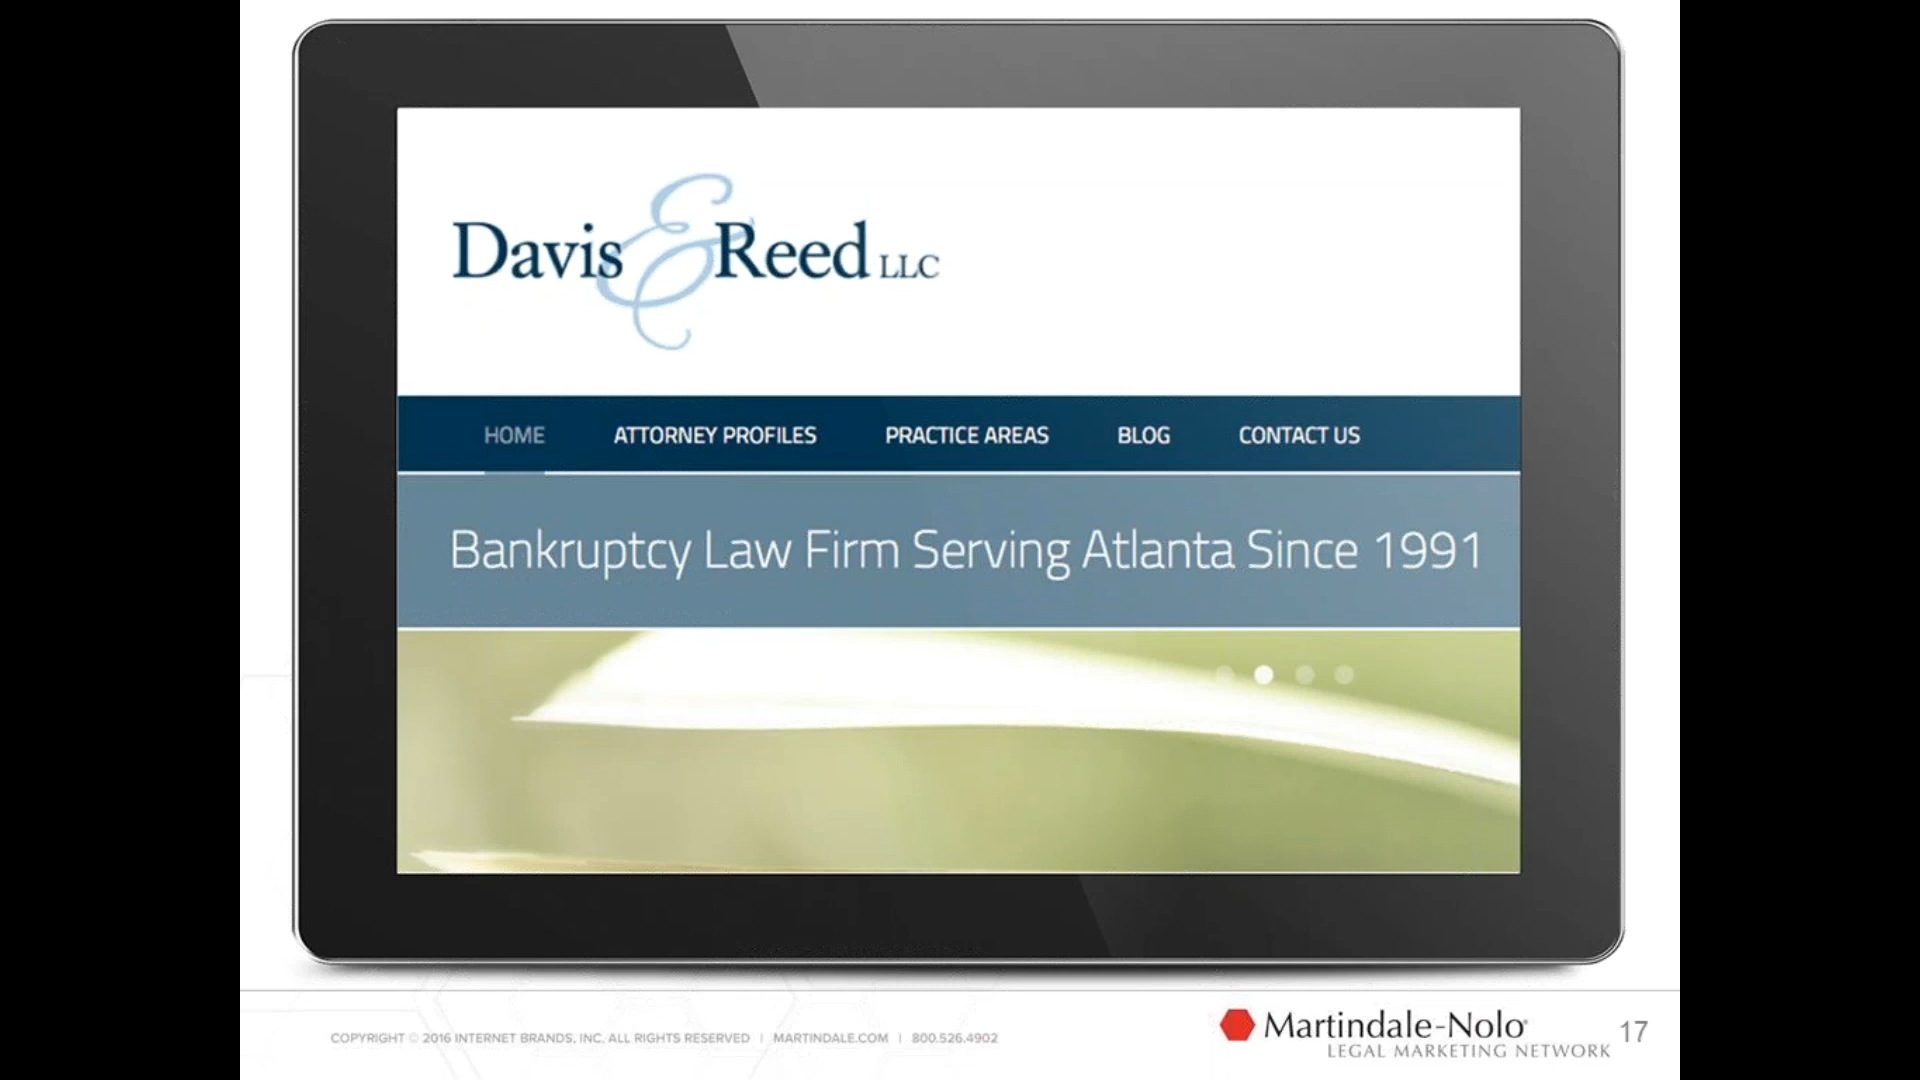 Davis & Reed LLC
HOME ATTORNEY PROFILES PRACTICE AREAS BLOG CONTACT US
Bankruptcy Law Firm Serving Atlanta Since 1991
COPYRIGHT © 2016 INTERNET BRANDS, INC. ALL RIGHTS RESERVED | MARTINDALE.COM | 800.526.4902
Martindale-Nolo®
LEGAL MARKETING NETWORK
17